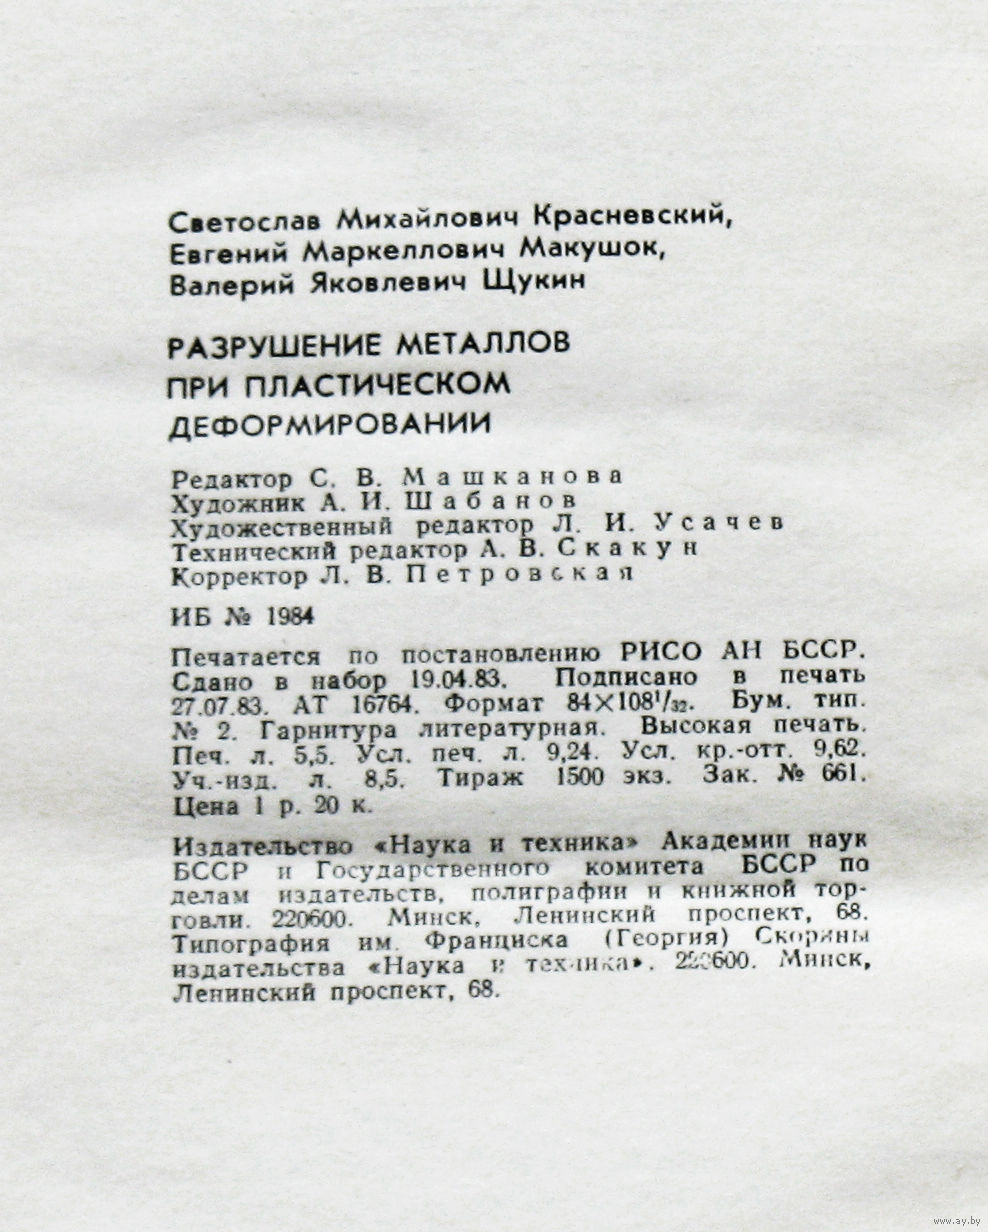 Светослав Михайлович Красневский,
Евгений Маркеллович Макушок,
Валерий Яковлевич Щукин
РАЗРУШЕНИЕ МЕТАЛЛОВ
ПРИ ПЛАСТИЧЕСКОМ
ДЕФОРМИРОВАНИИ
Редактор С. В. Машканова
Художник А. И. Шабанов
Художественный редактор Л. И. Усачев
Технический редактор А. В. Скакун
Корректор Л. В. Петровская
ИБ № 1984
Печатается по постановлению РИСО АН БССР.
Сдано в набор 19.04.83. Подписано в печать
27.07.83. АТ 16764. Формат 84×108¹/₃₂. Бум. тип.
№ 2. Гарнитура литературная. Высокая печать.
Печ. л. 5,5. Усл. печ. л. 9,24. Усл. кр.-отт. 9,62.
Уч.-изд. л. 8,5. Тираж 1500 экз. Зак. № 661.
Цена 1 р. 20 к.
Издательство «Наука и техника» Академии наук
БССР и Государственного комитета БССР по
делам издательств, полиграфии и книжной тор-
говли. 220600. Минск, Ленинский проспект, 68.
Типография им. Франциска (Георгия) Скорины
издательства «Наука и техника». 220600. Минск,
Ленинский проспект, 68.
www.ay.by